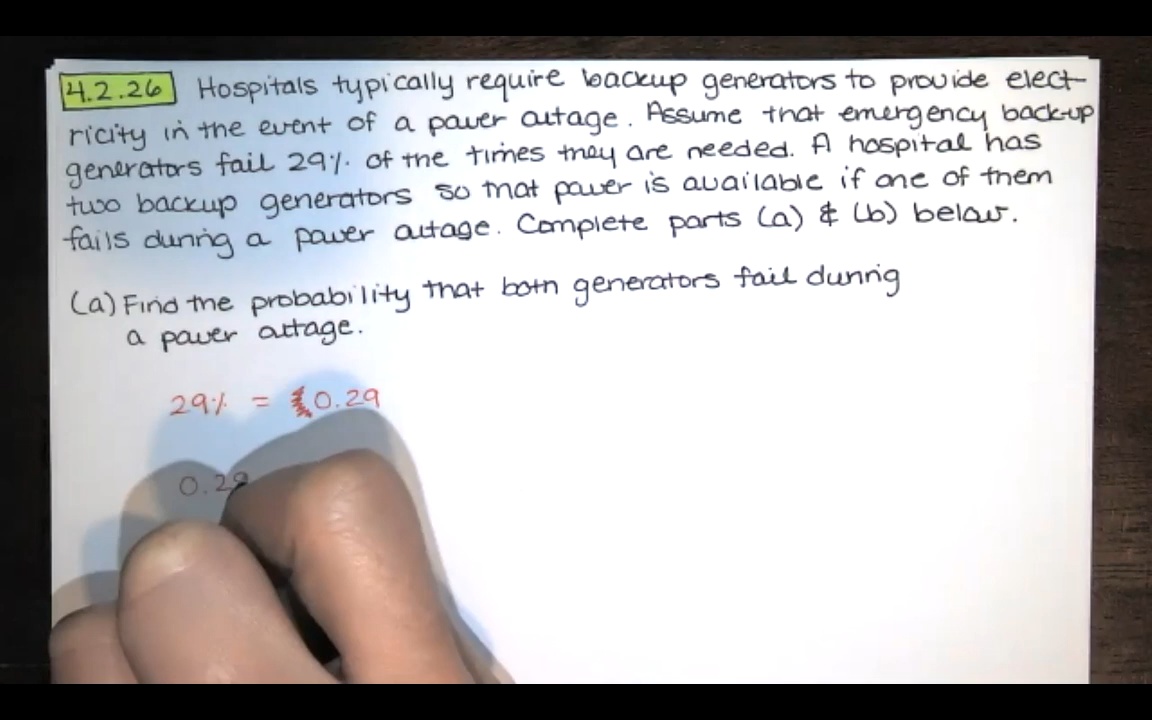 4.2.26 Hospitals typically require backup generators to provide elect-
ricity in the event of a power outage. Assume that emergency back-up
generators fail 29% of the times they are needed. A hospital has
two backup generators so that power is available if one of them
fails during a power outage. Complete parts (a) & (b) below.
(a) Find the probability that both generators fail during
a power outage.
29% = 0.29
0.29